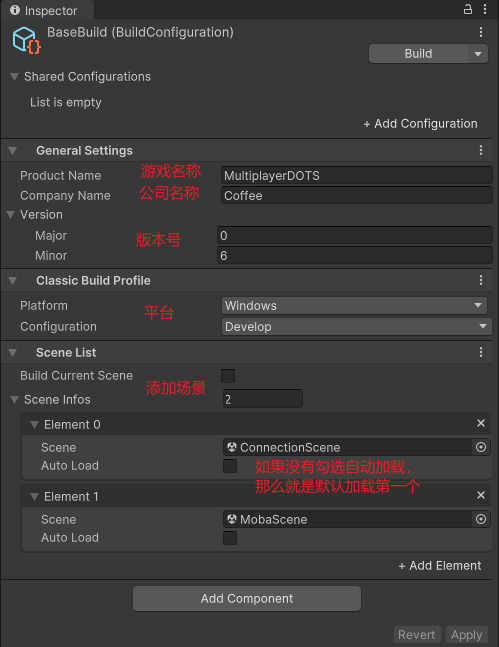 Inspector
BaseBuild (BuildConfiguration)
Build
Shared Configurations
List is empty
+ Add Configuration
General Settings
Product Name 游戏名称 MultiplayerDOTS
Company Name 公司名称 Coffee
Version
Major 版本号 0
Minor 6
Classic Build Profile
Platform 平台 Windows
Configuration Develop
Scene List
Build Current Scene
Scene Infos 添加场景 2
Element 0
Scene ConnectionScene
Auto Load 如果没有勾选自动加载，
那么就是默认加载第一个
Element 1
Scene MobaScene
Auto Load
+ Add Element
Add Component
Revert Apply